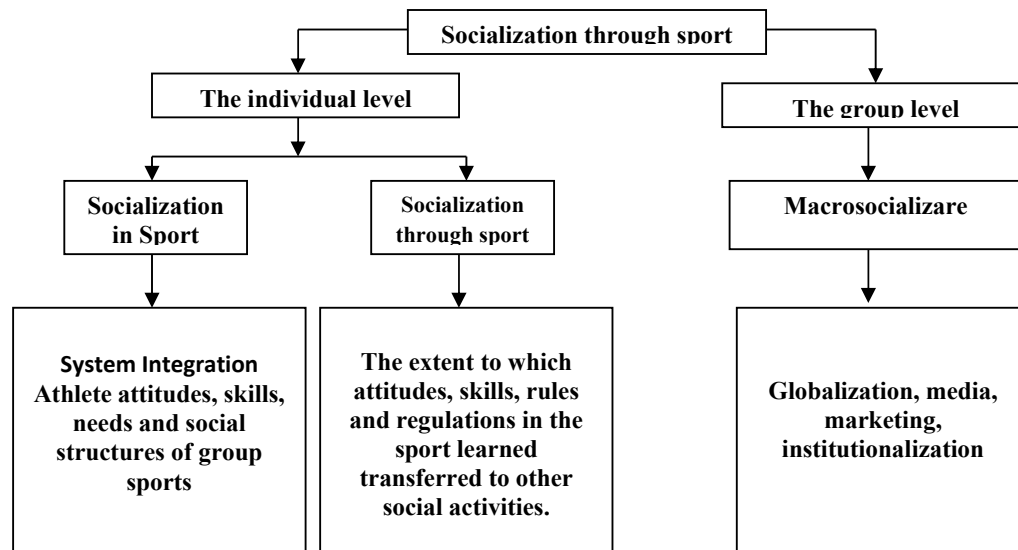 Socialization through sport
The individual level
The group level
Socialization
in Sport
Socialization
through sport
Macrosocializare
System Integration
Athlete attitudes, skills,
needs and social
structures of group
sports
The extent to which
attitudes, skills, rules
and regulations in the
sport learned
transferred to other
social activities.
Globalization, media,
marketing,
institutionalization